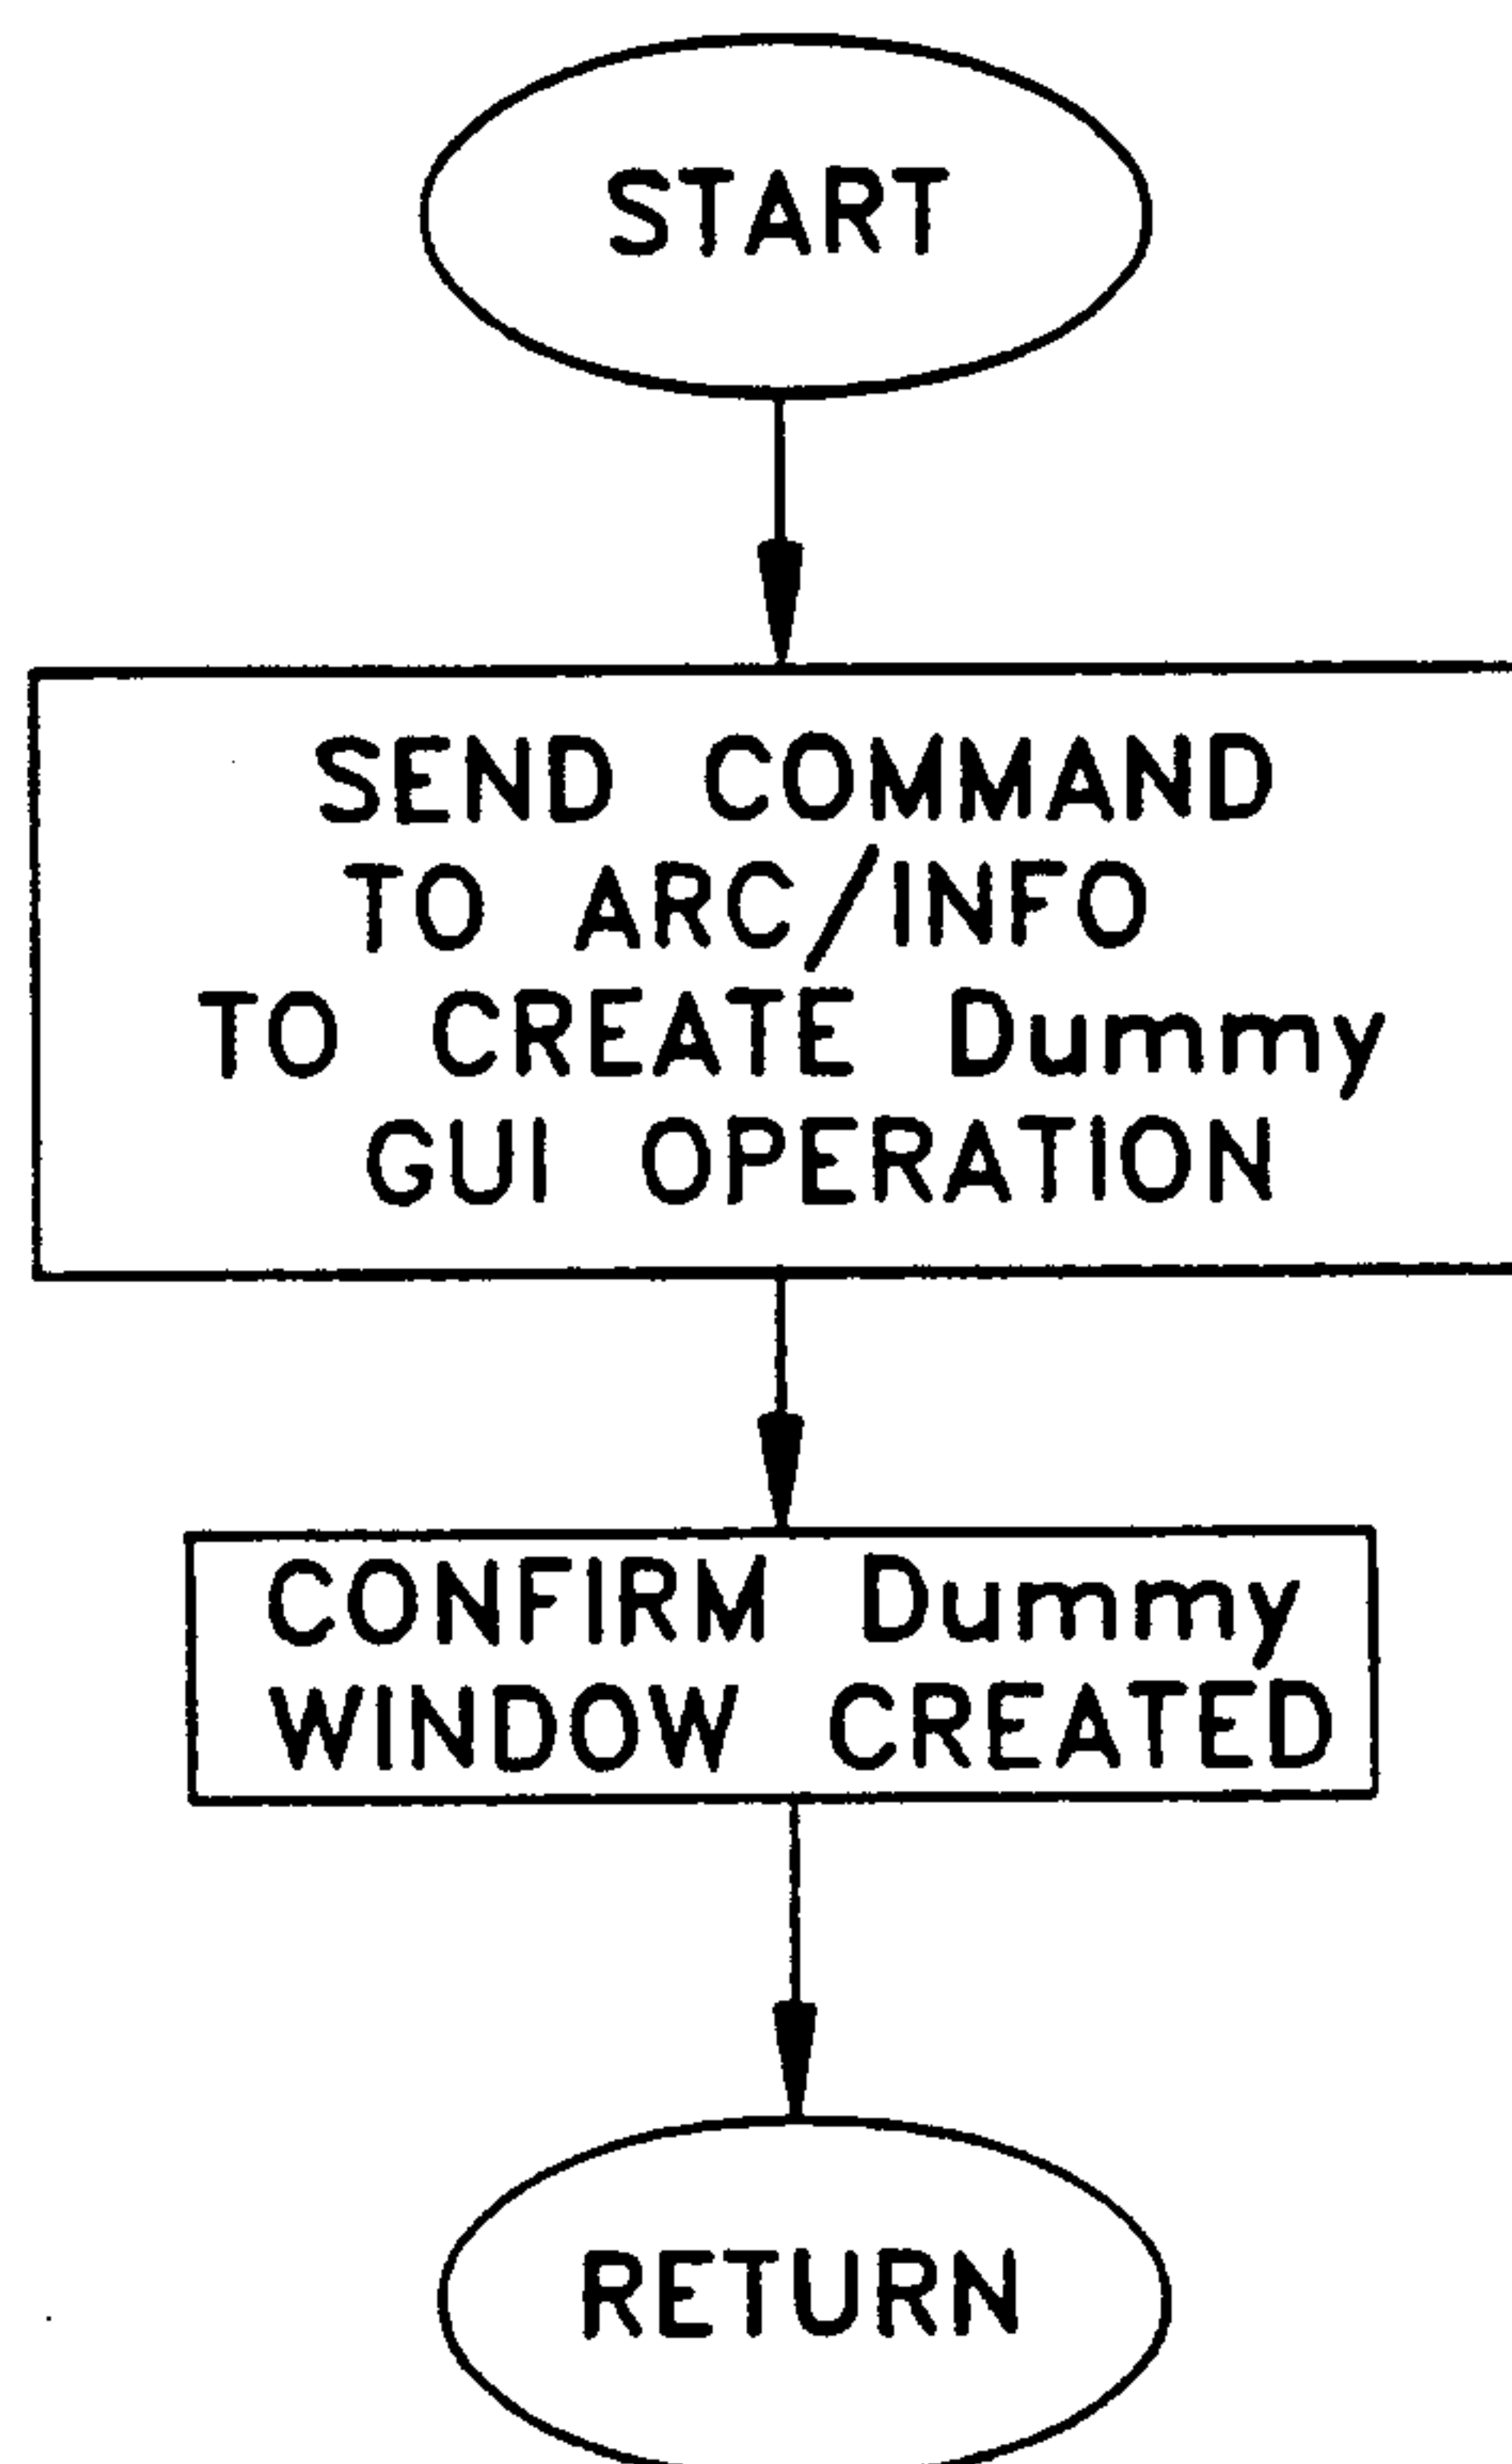 START
SEND COMMAND
TO ARC/INFO
TO CREATE Dummy
GUI OPERATION
CONFIRM Dummy
WINDOW CREATED
RETURN